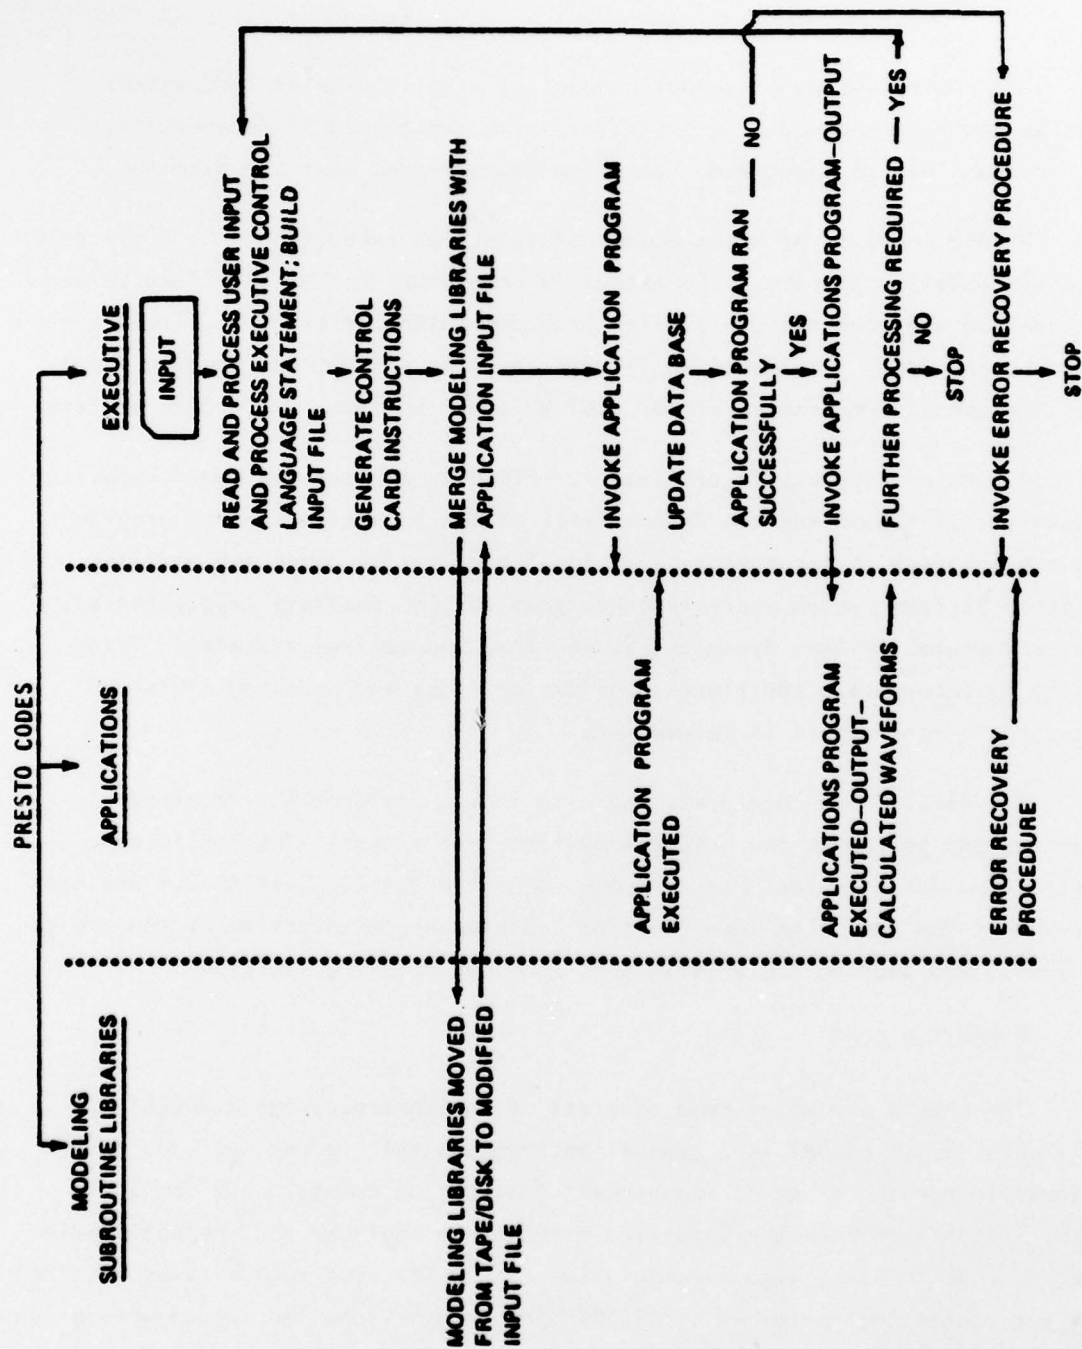 PRESTO CODES
MODELING
SUBROUTINE LIBRARIES
APPLICATIONS
EXECUTIVE
INPUT
READ AND PROCESS USER INPUT
AND PROCESS EXECUTIVE CONTROL
LANGUAGE STATEMENT; BUILD
INPUT FILE
GENERATE CONTROL
CARD INSTRUCTIONS
MERGE MODELING LIBRARIES WITH
APPLICATION INPUT FILE
MODELING LIBRARIES MOVED
FROM TAPE/DISK TO MODIFIED
INPUT FILE
INVOKE APPLICATION PROGRAM
APPLICATION PROGRAM
EXECUTED
UPDATE DATA BASE
APPLICATION PROGRAM RAN — NO
SUCCESSFULLY
YES
INVOKE APPLICATIONS PROGRAM–OUTPUT
APPLICATIONS PROGRAM
EXECUTED–OUTPUT–
CALCULATED WAVEFORMS
FURTHER PROCESSING REQUIRED — YES
NO
STOP
INVOKE ERROR RECOVERY PROCEDURE
ERROR RECOVERY
PROCEDURE
STOP